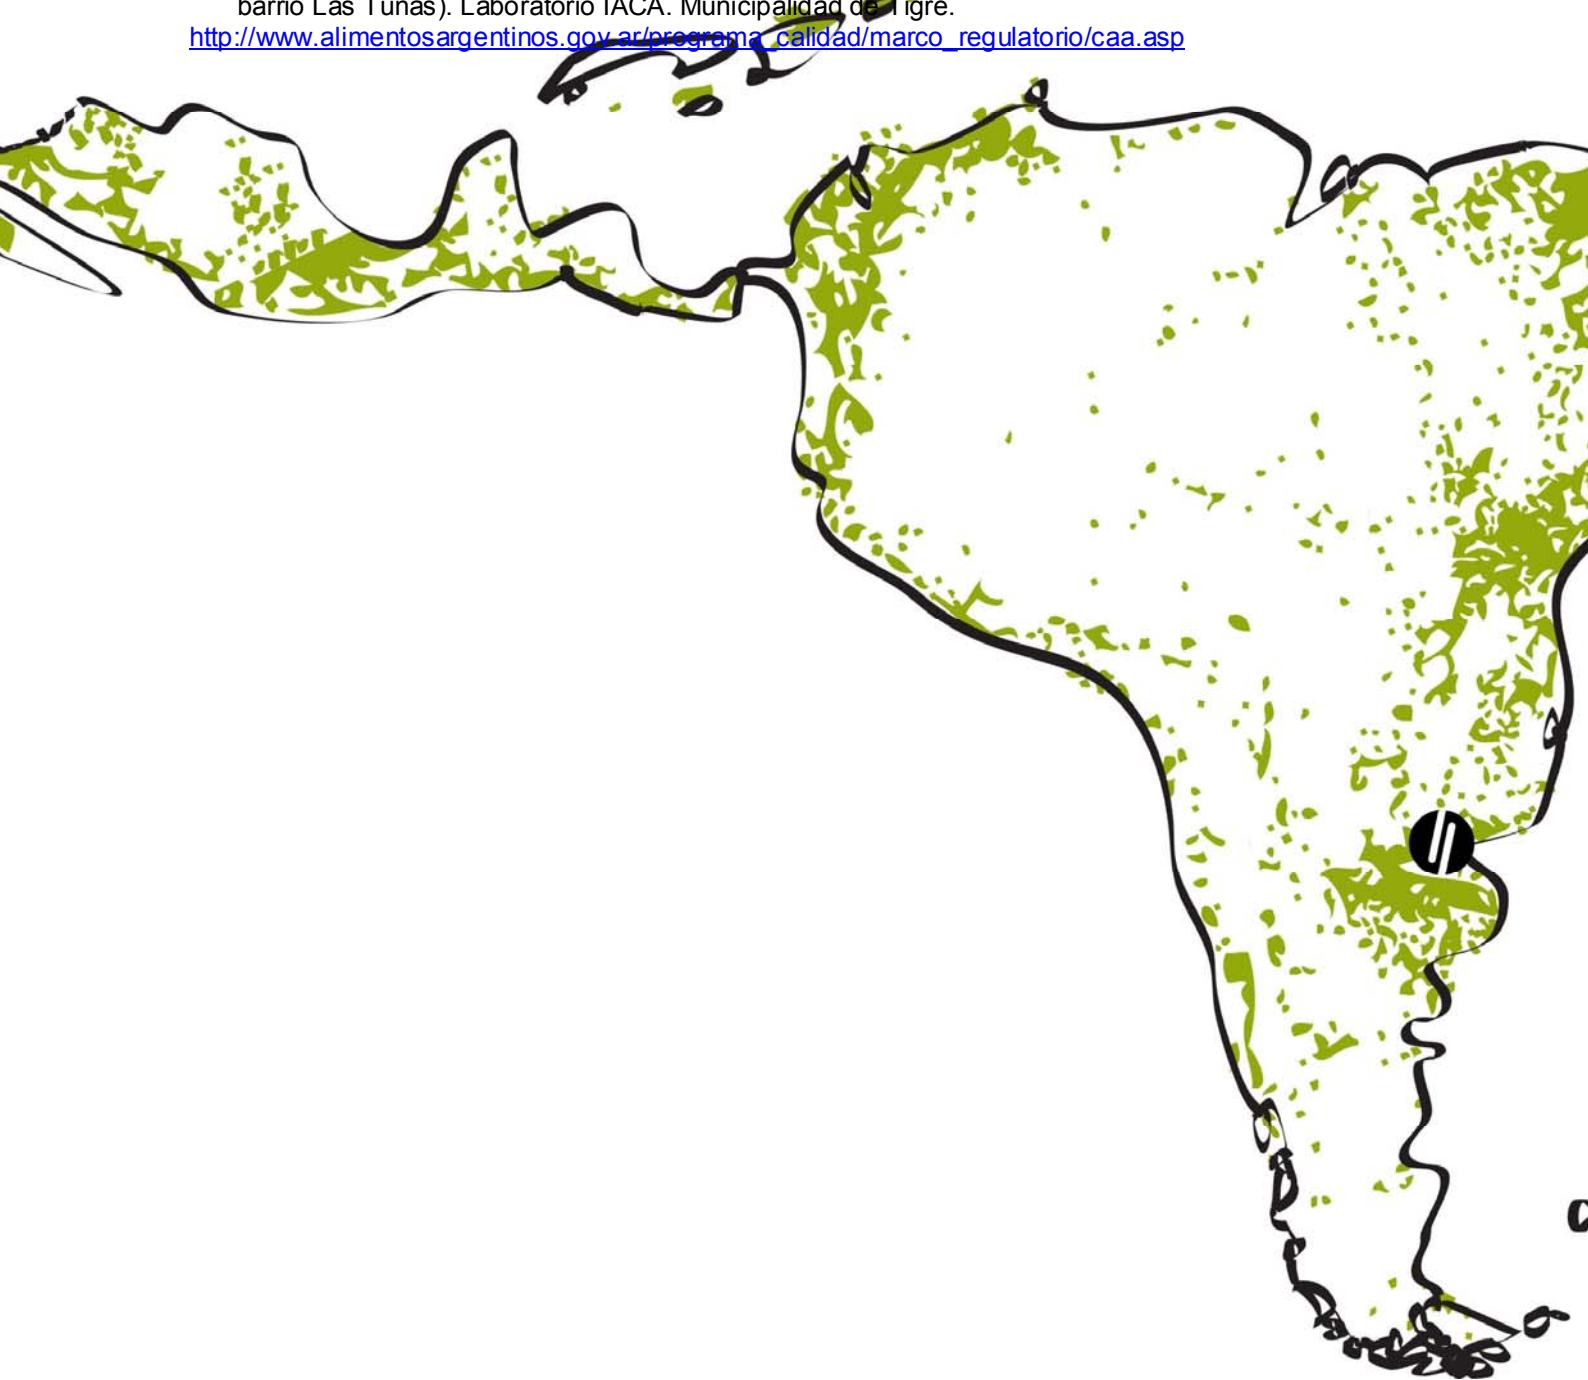 barrio Las Tunas). Laboratorio IACA. Municipalidad de Tigre.
http://www.alimentosargentinos.gov.ar/programa_calidad/marco_regulatorio/caa.asp